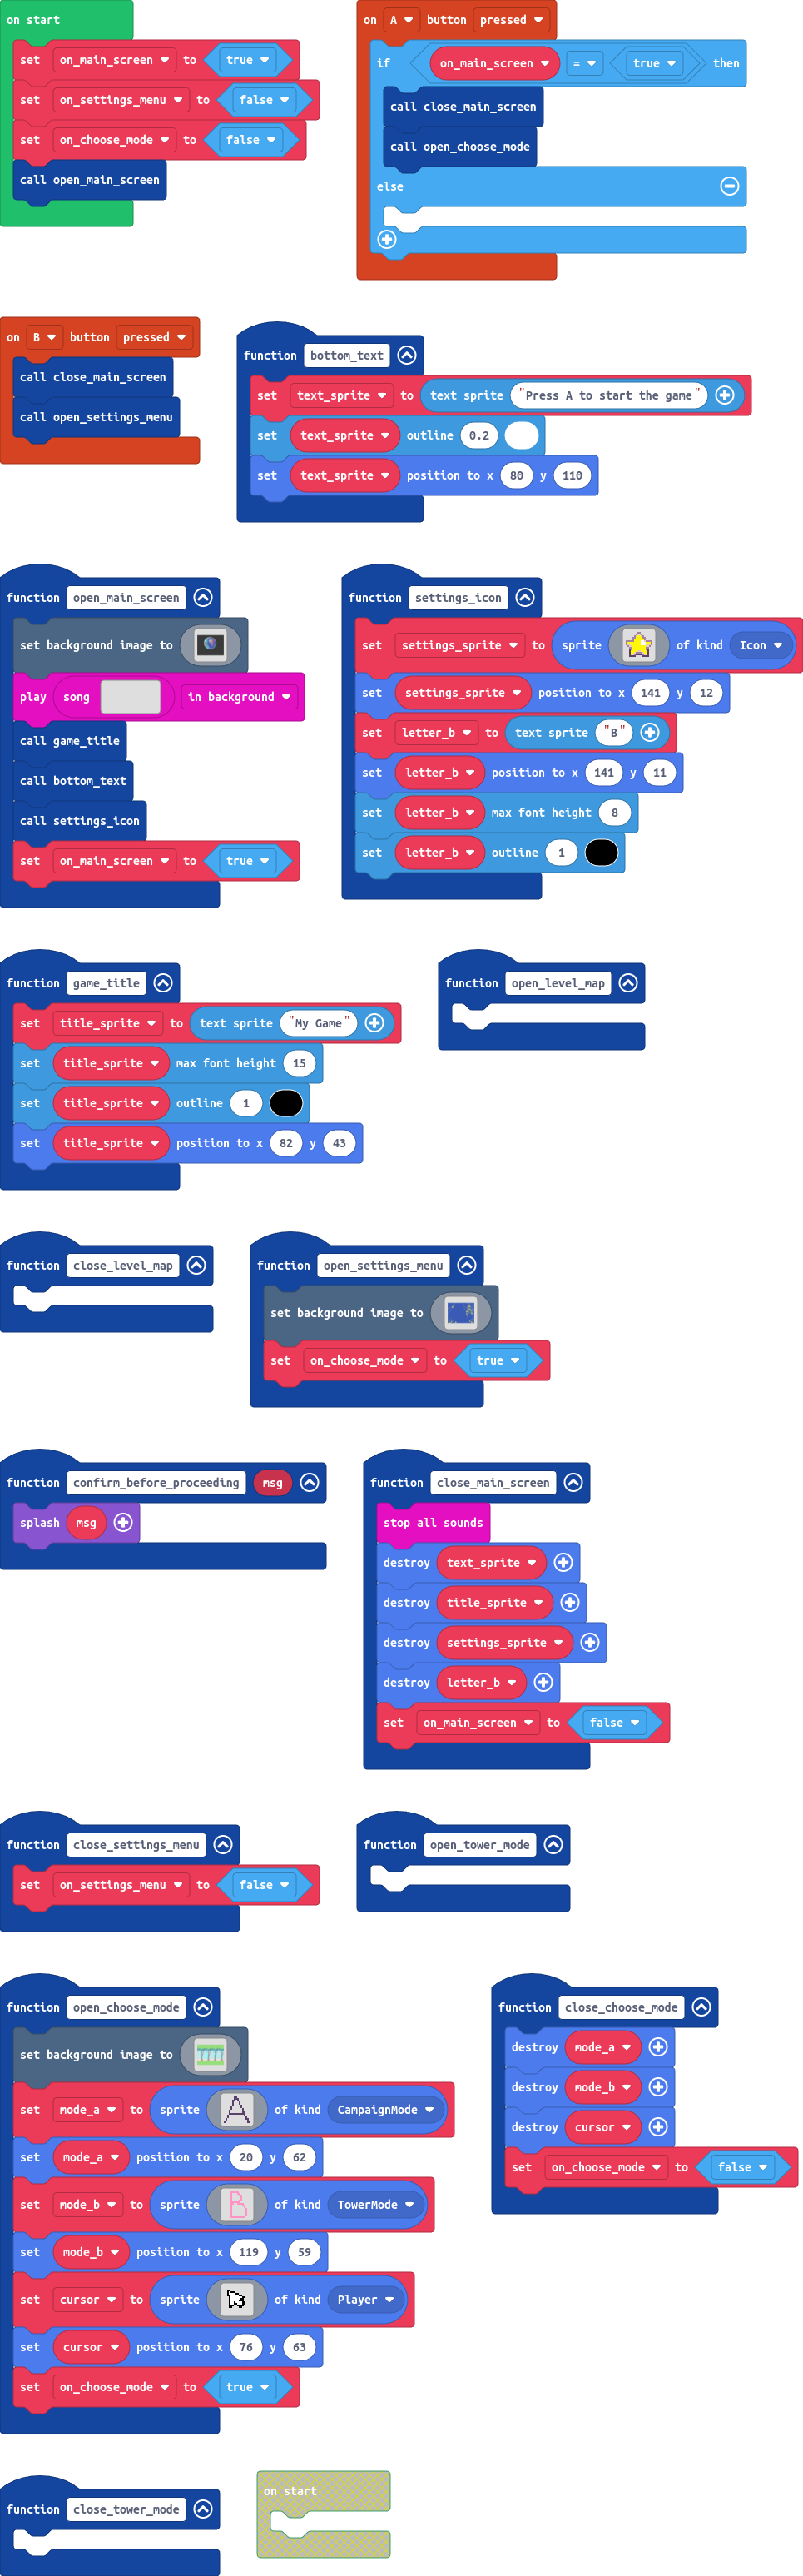 on start
set on_main_screen to true
set on_settings_menu to false
set on_choose_mode to false
call open_main_screen
on A button pressed
if on_main_screen = true then
call close_main_screen
call open_choose_mode
else
on B button pressed
call close_main_screen
call open_settings_menu
function bottom_text
set text_sprite to text sprite "Press A to start the game"
set text_sprite outline 0.2
set text_sprite position to x 80 y 110
function open_main_screen
set background image to
play song in background
call game_title
call bottom_text
call settings_icon
set on_main_screen to true
function settings_icon
set settings_sprite to sprite of kind Icon
set settings_sprite position to x 141 y 12
set letter_b to text sprite "B"
set letter_b position to x 141 y 11
set letter_b max font height 8
set letter_b outline 1
function game_title
set title_sprite to text sprite "My Game"
set title_sprite max font height 15
set title_sprite outline 1
set title_sprite position to x 82 y 43
function open_level_map
function close_level_map
function open_settings_menu
set background image to
set on_choose_mode to true
function confirm_before_proceeding msg
splash msg
function close_main_screen
stop all sounds
destroy text_sprite
destroy title_sprite
destroy settings_sprite
destroy letter_b
set on_main_screen to false
function close_settings_menu
set on_settings_menu to false
function open_tower_mode
function open_choose_mode
set background image to
set mode_a to sprite A of kind CampaignMode
set mode_a position to x 20 y 62
set mode_b to sprite B of kind TowerMode
set mode_b position to x 119 y 59
set cursor to sprite of kind Player
set cursor position to x 76 y 63
set on_choose_mode to true
function close_choose_mode
destroy mode_a
destroy mode_b
destroy cursor
set on_choose_mode to false
function close_tower_mode
on start